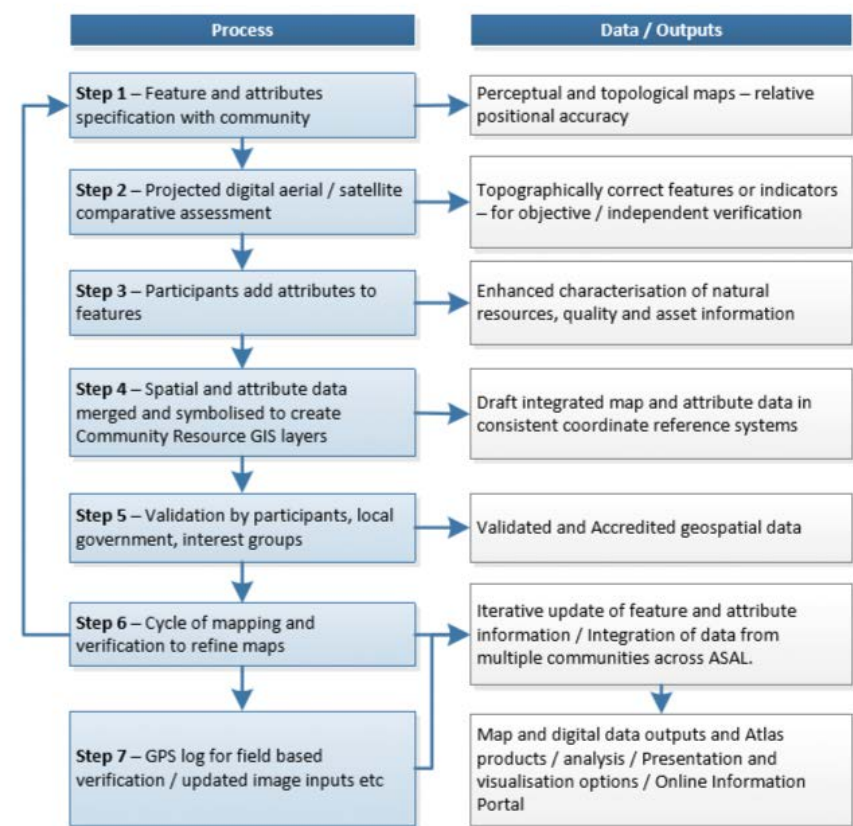 Process
Data / Outputs
Step 1 – Feature and attributes
specification with community
Perceptual and topological maps – relative
positional accuracy
Step 2 – Projected digital aerial / satellite
comparative assessment
Topographically correct features or indicators
– for objective / independent verification
Step 3 – Participants add attributes to
features
Enhanced characterisation of natural
resources, quality and asset information
Step 4 – Spatial and attribute data
merged and symbolised to create
Community Resource GIS layers
Draft integrated map and attribute data in
consistent coordinate reference systems
Step 5 – Validation by participants, local
government, interest groups
Validated and Accredited geospatial data
Step 6 – Cycle of mapping and
verification to refine maps
Iterative update of feature and attribute
information / Integration of data from
multiple communities across ASAL.
Step 7 – GPS log for field based
verification / updated image inputs etc
Map and digital data outputs and Atlas
products / analysis / Presentation and
visualisation options / Online Information
Portal